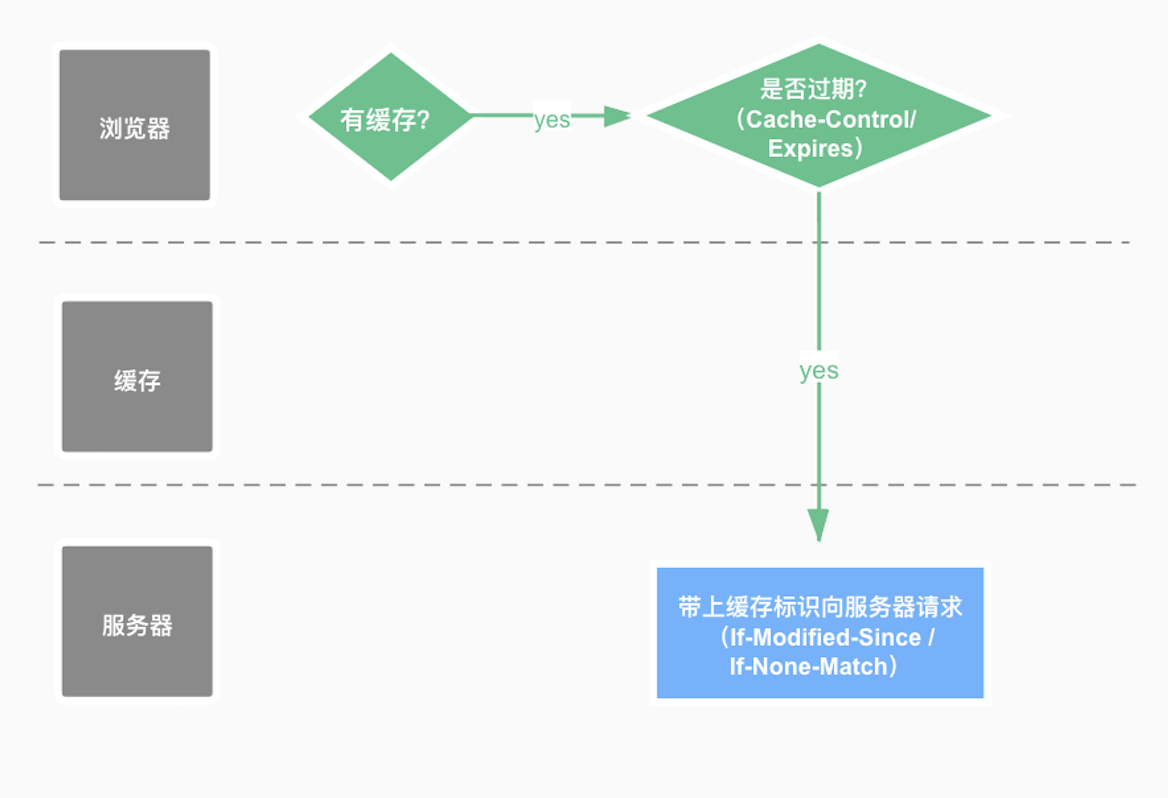 浏览器
有缓存?
yes
是否过期?
（Cache-Control/
Expires）
缓存
yes
服务器
带上缓存标识向服务器请求
（If-Modified-Since /
If-None-Match）